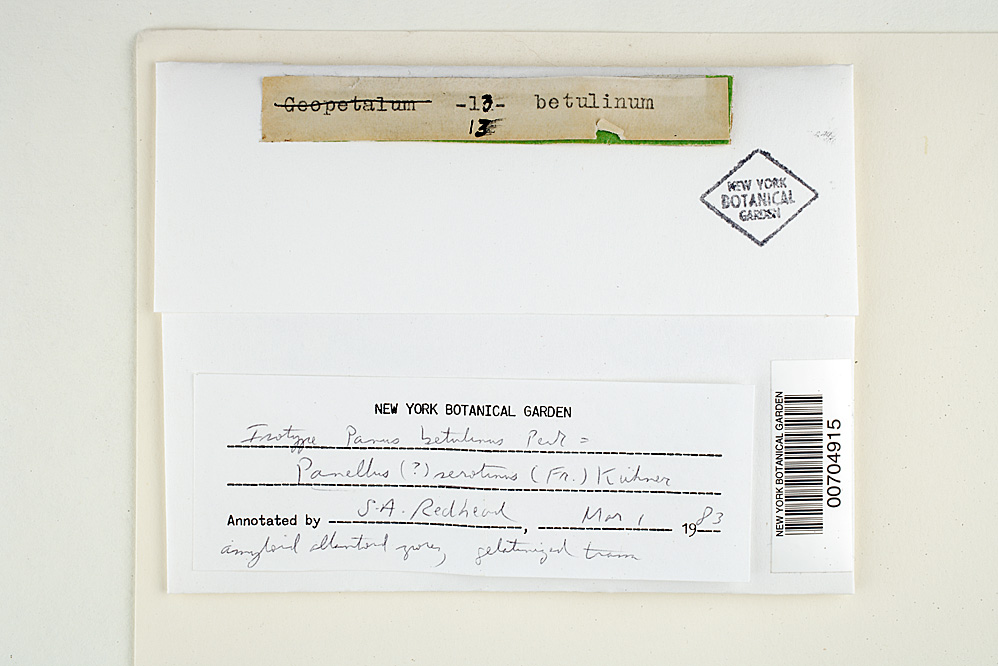 Geopetalum -13- betulinum
13
NEW YORK
BOTANICAL
GARDEN
NEW YORK BOTANICAL GARDEN
Isotype Panus betulinus Peck =
Panellus (?) serotinus (Fr.) Kühner
Annotated by S.A. Redhead, Mar 1 1983
amyloid allantoid spores, gelatinized trama
NEW YORK BOTANICAL GARDEN
00704915